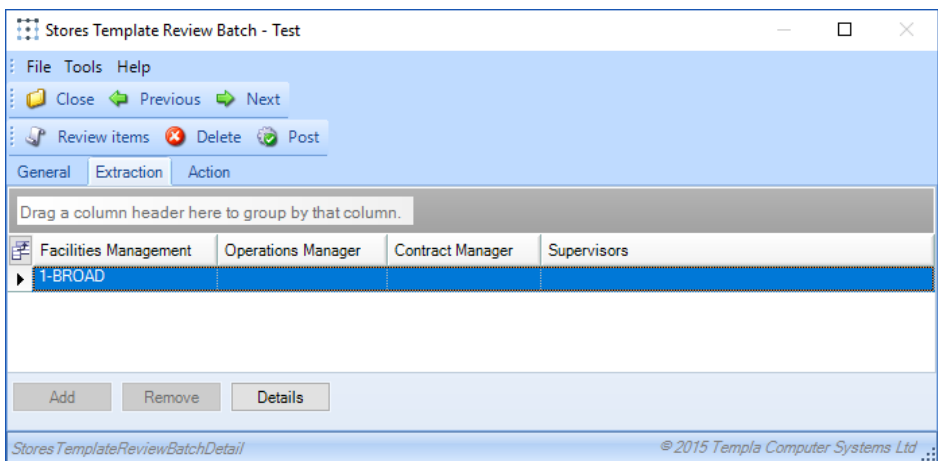 Stores Template Review Batch - Test
File Tools Help
Close Previous Next
Review items Delete Post
General Extraction Action
Drag a column header here to group by that column.
Facilities Management Operations Manager Contract Manager Supervisors
1-BROAD
Add Remove Details
StoresTemplateReviewBatchDetail © 2015 Templa Computer Systems Ltd